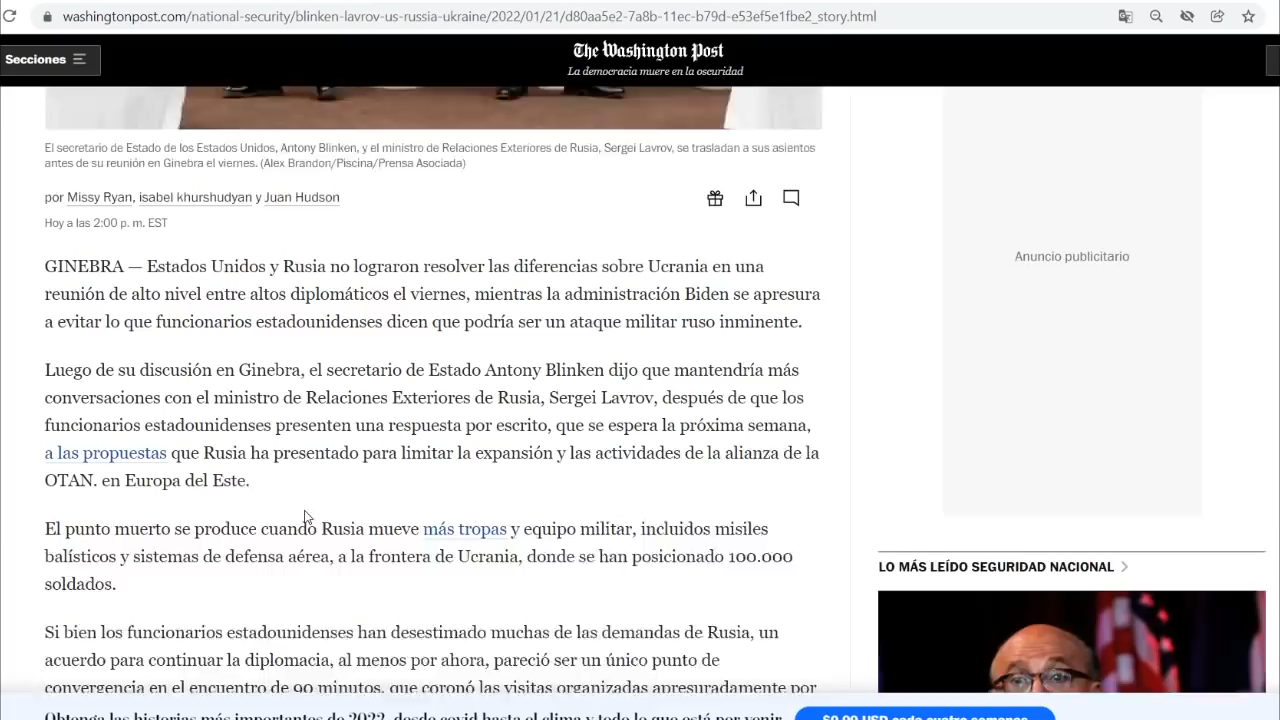 washingtonpost.com/national-security/blinken-lavrov-us-russia-ukraine/2022/01/21/d80aa5e2-7a8b-11ec-b79d-e53ef5e1fbe2_story.html
Secciones
The Washington Post
La democracia muere en la oscuridad
El secretario de Estado de los Estados Unidos, Antony Blinken, y el ministro de Relaciones Exteriores de Rusia, Sergei Lavrov, se trasladan a sus asientos
antes de su reunión en Ginebra el viernes. (Alex Brandon/Piscina/Prensa Asociada)
por Missy Ryan, isabel khurshudyan y Juan Hudson
Hoy a las 2:00 p. m. EST
GINEBRA — Estados Unidos y Rusia no lograron resolver las diferencias sobre Ucrania en una
reunión de alto nivel entre altos diplomáticos el viernes, mientras la administración Biden se apresura
a evitar lo que funcionarios estadounidenses dicen que podría ser un ataque militar ruso inminente.
Luego de su discusión en Ginebra, el secretario de Estado Antony Blinken dijo que mantendría más
conversaciones con el ministro de Relaciones Exteriores de Rusia, Sergei Lavrov, después de que los
funcionarios estadounidenses presenten una respuesta por escrito, que se espera la próxima semana,
a las propuestas que Rusia ha presentado para limitar la expansión y las actividades de la alianza de la
OTAN. en Europa del Este.
El punto muerto se produce cuando Rusia mueve más tropas y equipo militar, incluidos misiles
balísticos y sistemas de defensa aérea, a la frontera de Ucrania, donde se han posicionado 100.000
soldados.
Si bien los funcionarios estadounidenses han desestimado muchas de las demandas de Rusia, un
acuerdo para continuar la diplomacia, al menos por ahora, pareció ser un único punto de
convergencia en el encuentro de 90 minutos, que coronó las visitas organizadas apresuradamente por
Anuncio publicitario
LO MÁS LEÍDO SEGURIDAD NACIONAL
Obtenga las historias más importantes de 2022, desde covid hasta el clima y todo lo que está por venir.
$9.99 USD cada cuatro semanas